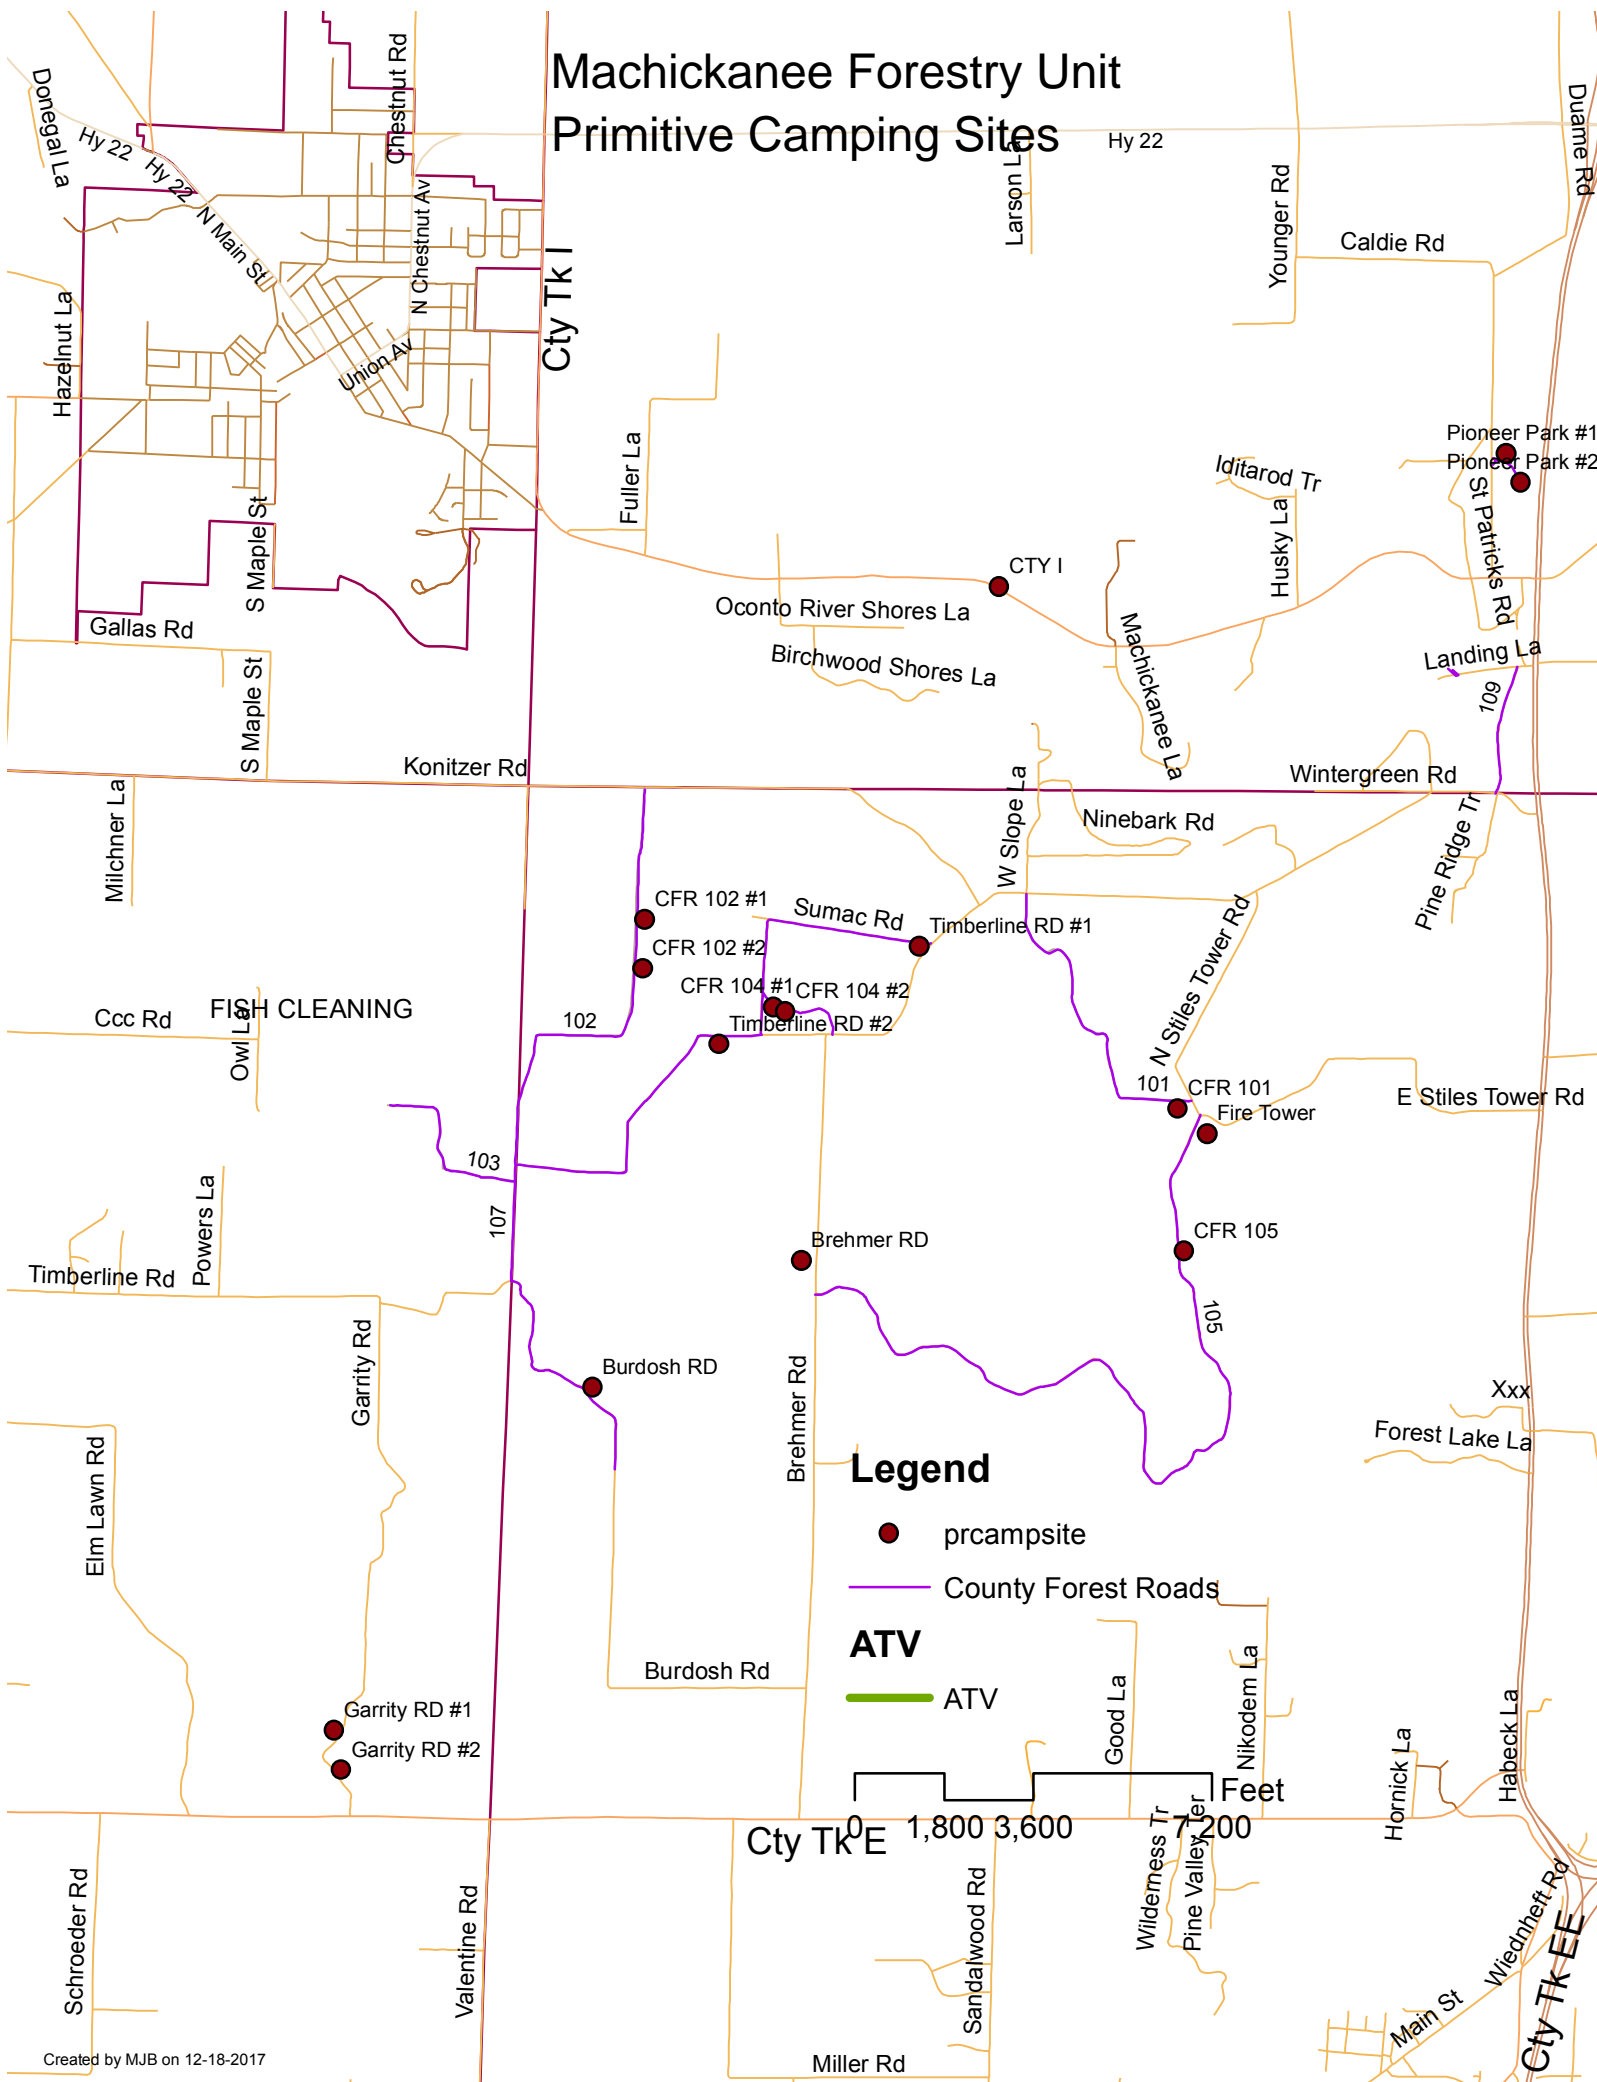 Machickanee Forestry Unit
Primitive Camping Sites
Donegal La
Hy 22
Hy 22
N Main St
Chestnut Rd
N Chestnut Av
Union Av
Hazelnut La
Cty Tk I
Larson La
Hy 22
Younger Rd
Caldie Rd
Duame Rd
Fuller La
Iditarod Tr
Husky La
Pioneer Park #1
Pioneer Park #2
St Patricks Rd
S Maple St
Gallas Rd
S Maple St
CTY I
Oconto River Shores La
Birchwood Shores La
Machickanee La
Landing La
109
Konitzer Rd
Wintergreen Rd
Milchner La
W Slope La
Ninebark Rd
Pine Ridge Tr
CFR 102 #1
CFR 102 #2
Sumac Rd
Timberline RD #1
CFR 104 #1
CFR 104 #2
Timberline RD #2
N Stiles Tower Rd
FISH CLEANING
Ccc Rd
Owl La
102
101
CFR 101
Fire Tower
E Stiles Tower Rd
103
107
Powers La
Timberline Rd
Brehmer RD
CFR 105
105
Garrity Rd
Burdosh RD
Brehmer Rd
Xxx
Forest Lake La
Elm Lawn Rd
Legend
prcampsite
County Forest Roads
ATV
ATV
Burdosh Rd
Garrity RD #1
Garrity RD #2
Good La
Nikodem La
Hornick La
Habeck La
Feet
0 1,800 3,600 7,200
Cty Tk E
Wilderness Tr
Pine Valley Ter
Schroeder Rd
Valentine Rd
Sandalwood Rd
Wiednheft Rd
Cty Tk EE
Main St
Miller Rd
Created by MJB on 12-18-2017